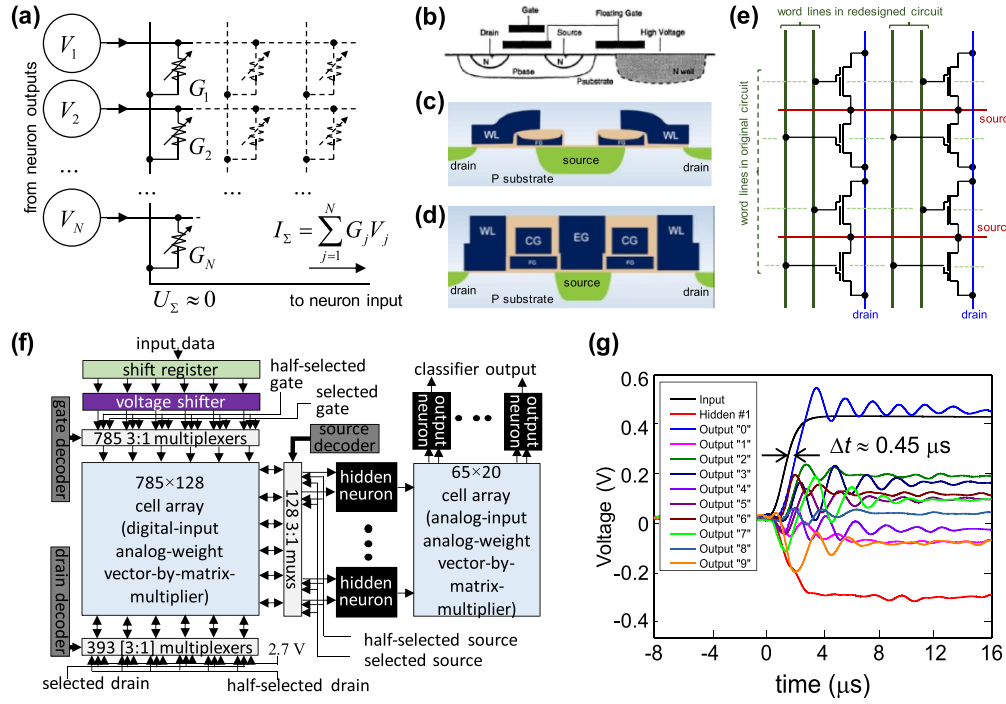 (a)
from neuron outputs
V1
G1
V2
G2
...
... ... ...
VN
GN
I_Σ = ∑_{j=1}^{N} G_j V_j
U_Σ ≈ 0
to neuron input
(b)
Gate
Floating Gate
Drain
Source
High Voltage
N
N
Pbase
Psubstrate
N well
(c)
WL
WL
FG
FG
source
drain
drain
P substrate
(d)
WL
CG
EG
CG
WL
FG
FG
source
drain
drain
P substrate
(e)
word lines in redesigned circuit
word lines in original circuit
source
source
drain
drain
(f)
input data
shift register
half-selected
gate
voltage shifter
selected
gate
gate decoder
785 3:1 multiplexers
source
decoder
785×128
cell array
(digital-input
analog-weight
vector-by-matrix-
multiplier)
128 3:1 muxs
hidden
neuron
hidden
neuron
classifier output
output
neuron
output
neuron
65×20
cell array
(analog-input
analog-weight
vector-by-
matrix-
multiplier)
drain decoder
393 [3:1] multiplexers
2.7 V
half-selected source
selected source
selected drain
half-selected drain
(g)
Voltage (V)
0.6
0.4
0.2
0
-0.2
-0.4
Input
Hidden #1
Output "0"
Output "1"
Output "2"
Output "3"
Output "4"
Output "5"
Output "6"
Output "7"
Output "8"
Output "9"
Δt ≈ 0.45 μs
-8
-4
0
4
8
12
16
time (μs)